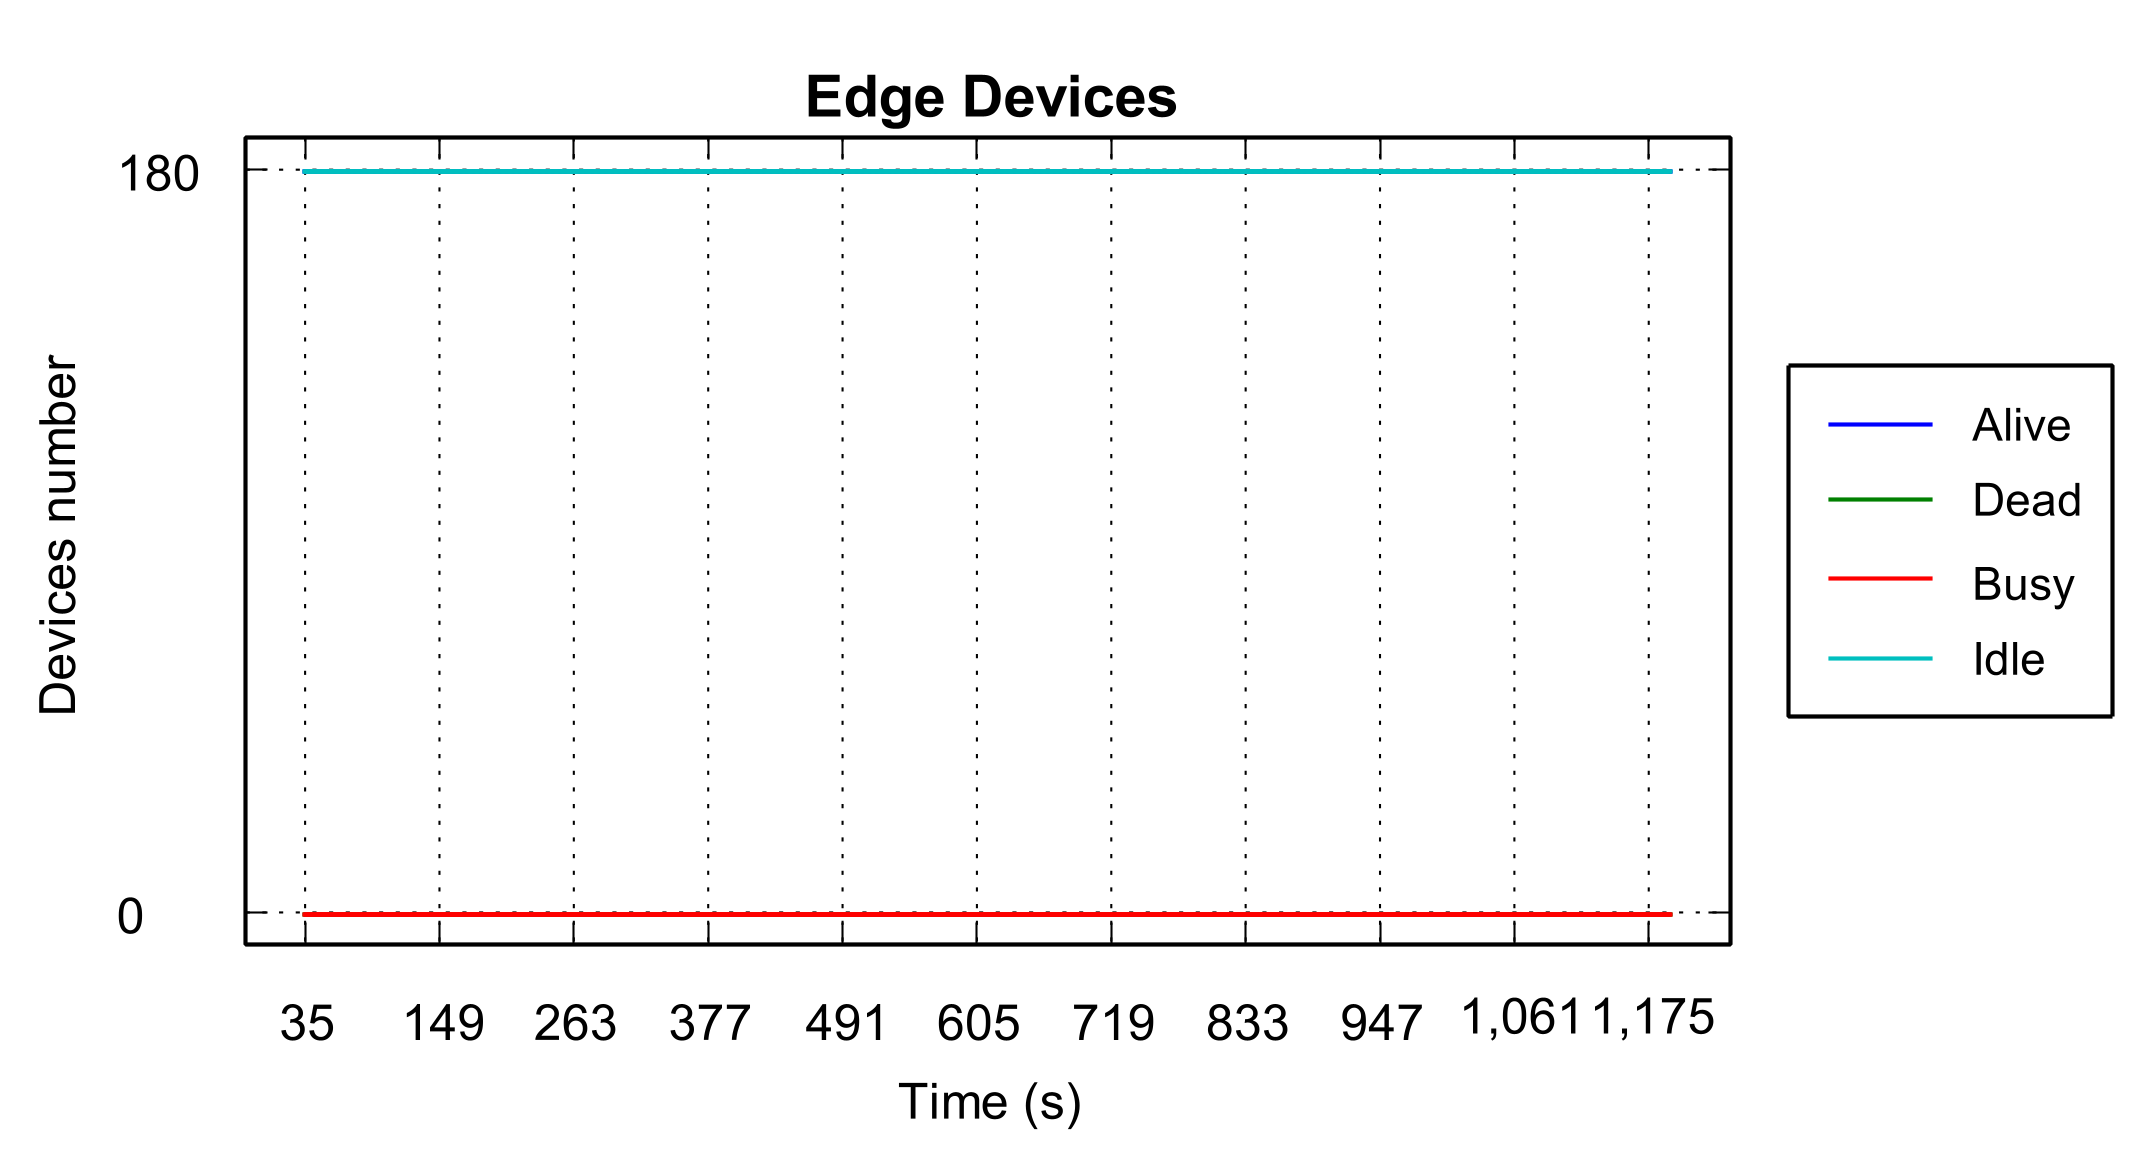 Edge Devices
180
Devices number
0
Alive
Dead
Busy
Idle
35 149 263 377 491 605 719 833 947 1,061 1,175
Time (s)